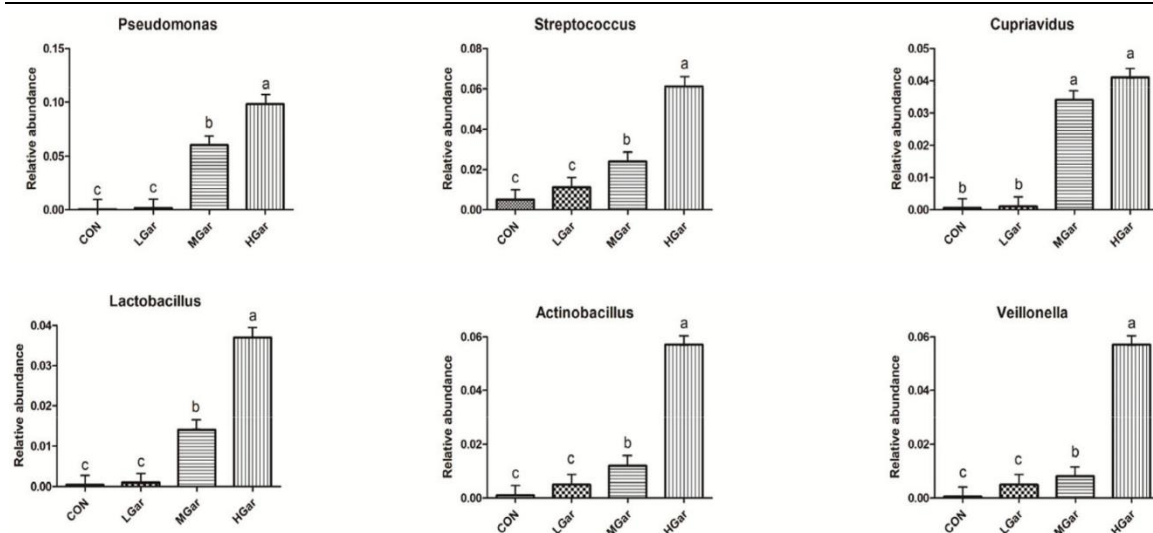 Pseudomonas
Relative abundance
0.15
0.10
0.05
0.00
c
c
b
a
CON
LGar
MGar
HGar
Streptococcus
Relative abundance
0.08
0.06
0.04
0.02
0.00
c
c
b
a
CON
LGar
MGar
HGar
Cupriavidus
Relative abundance
0.05
0.04
0.03
0.02
0.01
0.00
b
b
a
a
CON
LGar
MGar
HGar
Lactobacillus
Relative abundance
0.04
0.03
0.02
0.01
0.00
c
c
b
a
CON
LGar
MGar
HGar
Actinobacillus
Relative abundance
0.06
0.04
0.02
0.00
c
c
b
a
CON
LGar
MGar
HGar
Veillonella
Relative abundance
0.06
0.04
0.02
0.00
c
c
b
a
CON
LGar
MGar
HGar